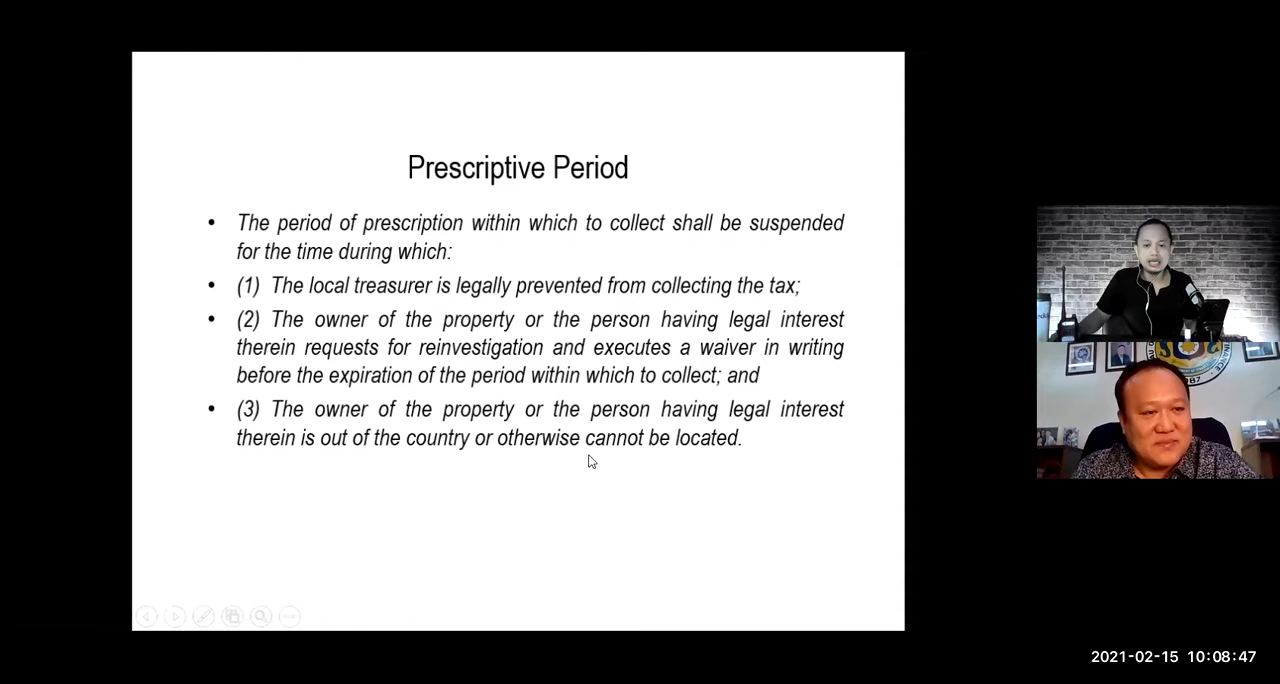 Prescriptive Period
• The period of prescription within which to collect shall be suspended
for the time during which:
• (1) The local treasurer is legally prevented from collecting the tax;
• (2) The owner of the property or the person having legal interest
therein requests for reinvestigation and executes a waiver in writing
before the expiration of the period within which to collect; and
• (3) The owner of the property or the person having legal interest
therein is out of the country or otherwise cannot be located.
2021-02-15 10:08:47